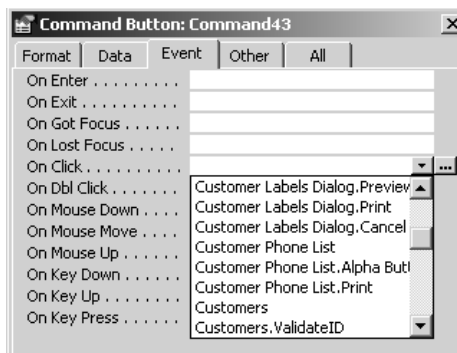 Command Button: Command43
Format Data Event Other All
On Enter . . . . . . . . .
On Exit . . . . . . . . . .
On Got Focus . . . . . .
On Lost Focus . . . . .
On Click . . . . . . . . . . ...
On Dbl Click . . . . . . . Customer Labels Dialog.Preview
On Mouse Down . . . . Customer Labels Dialog.Print
On Mouse Move . . . . Customer Labels Dialog.Cancel
On Mouse Up . . . . . Customer Phone List
On Key Down . . . . . . Customer Phone List.Alpha
On Key Up . . . . . . . . Customer Phone List.Print
On Key Press . . . . . . Customers
Customers.ValidateID